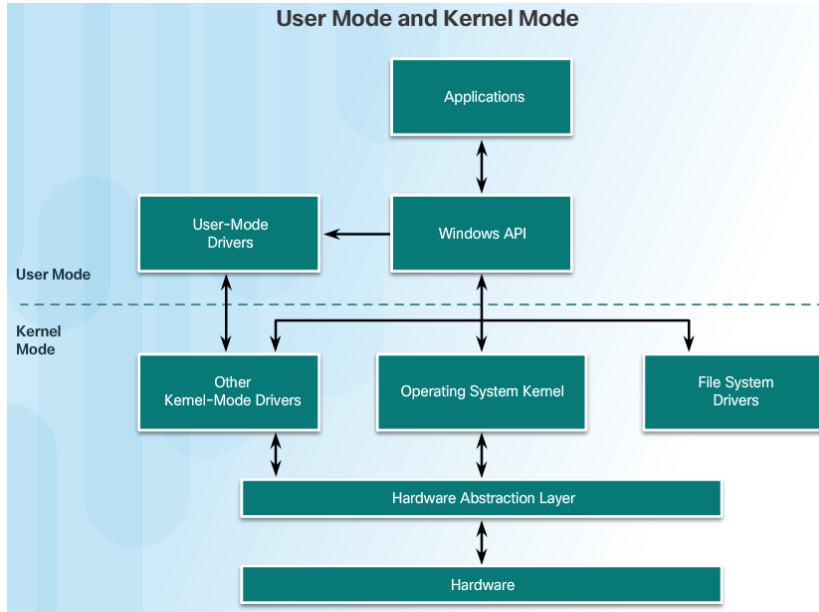 User Mode and Kernel Mode
Applications
User-Mode
Drivers
Windows API
User Mode
Kernel
Mode
Other
Kernel-Mode Drivers
Operating System Kernel
File System
Drivers
Hardware Abstraction Layer
Hardware